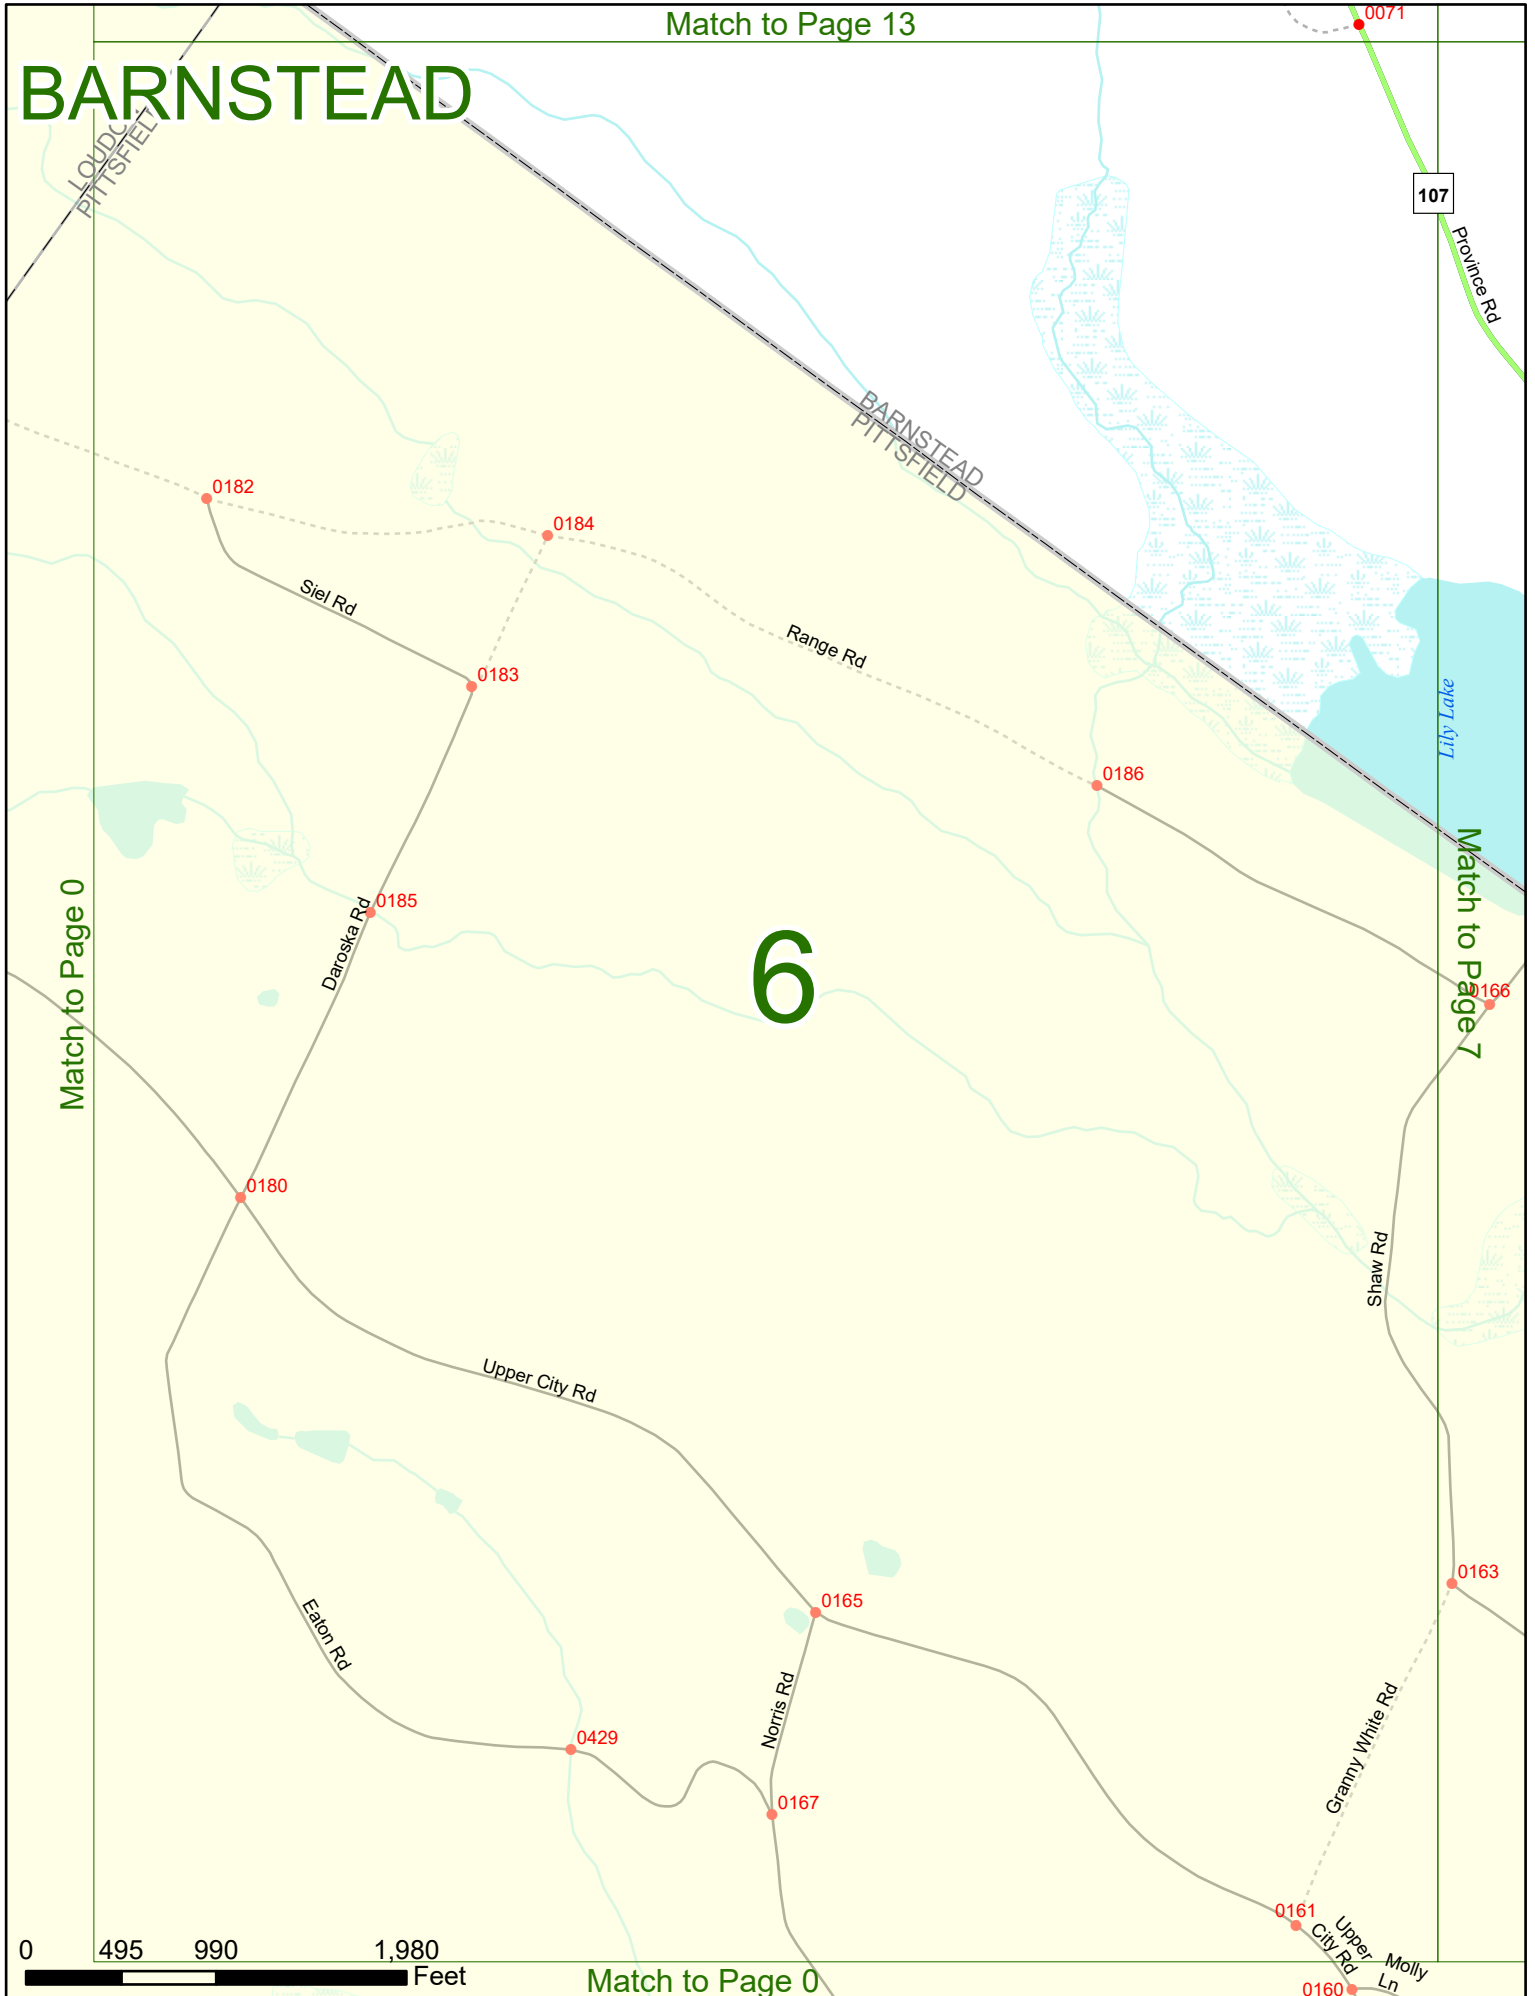 Match to Page 13
0071
BARNSTEAD
PITTSFIELD
107
Province Rd
BARNSTEAD
PITTSFIELD
0182
0184
Siel Rd
Range Rd
0183
Lily Lake
0186
Match to Page 0
0185
Daroska Rd
6
Match to Page 7
0166
0180
Shaw Rd
Upper City Rd
0163
0165
Eaton Rd
Norris Rd
Granny White Rd
0429
0167
0161
Upper
City Rd
Molly
Ln
0160
0 495 990 1,980
Feet
Match to Page 0